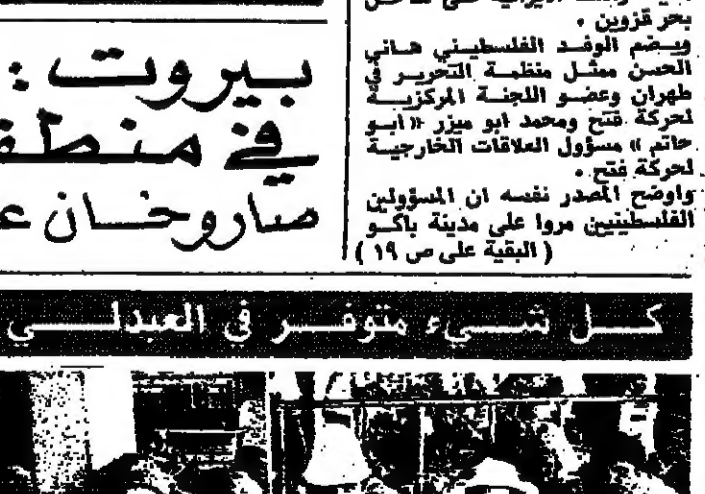 بحر قزوين .
ويضم الوفد الفلسطيني هاني
الحسن ممثل منظمة التحرير في
طهران وعضو اللجنة المركزية
لحركة فتح ومحمد ابو ميزر « ابو
حاتم » مسؤول العلاقات الخارجية
لحركة فتح .
واوضح المصدر نفسه ان المسؤولين
الفلسطينيين مروا على مدينة باكو
( البقية على ص ١٩ )
بيروت :
في
صاروخان
كل شيء متوفر في العبدلي